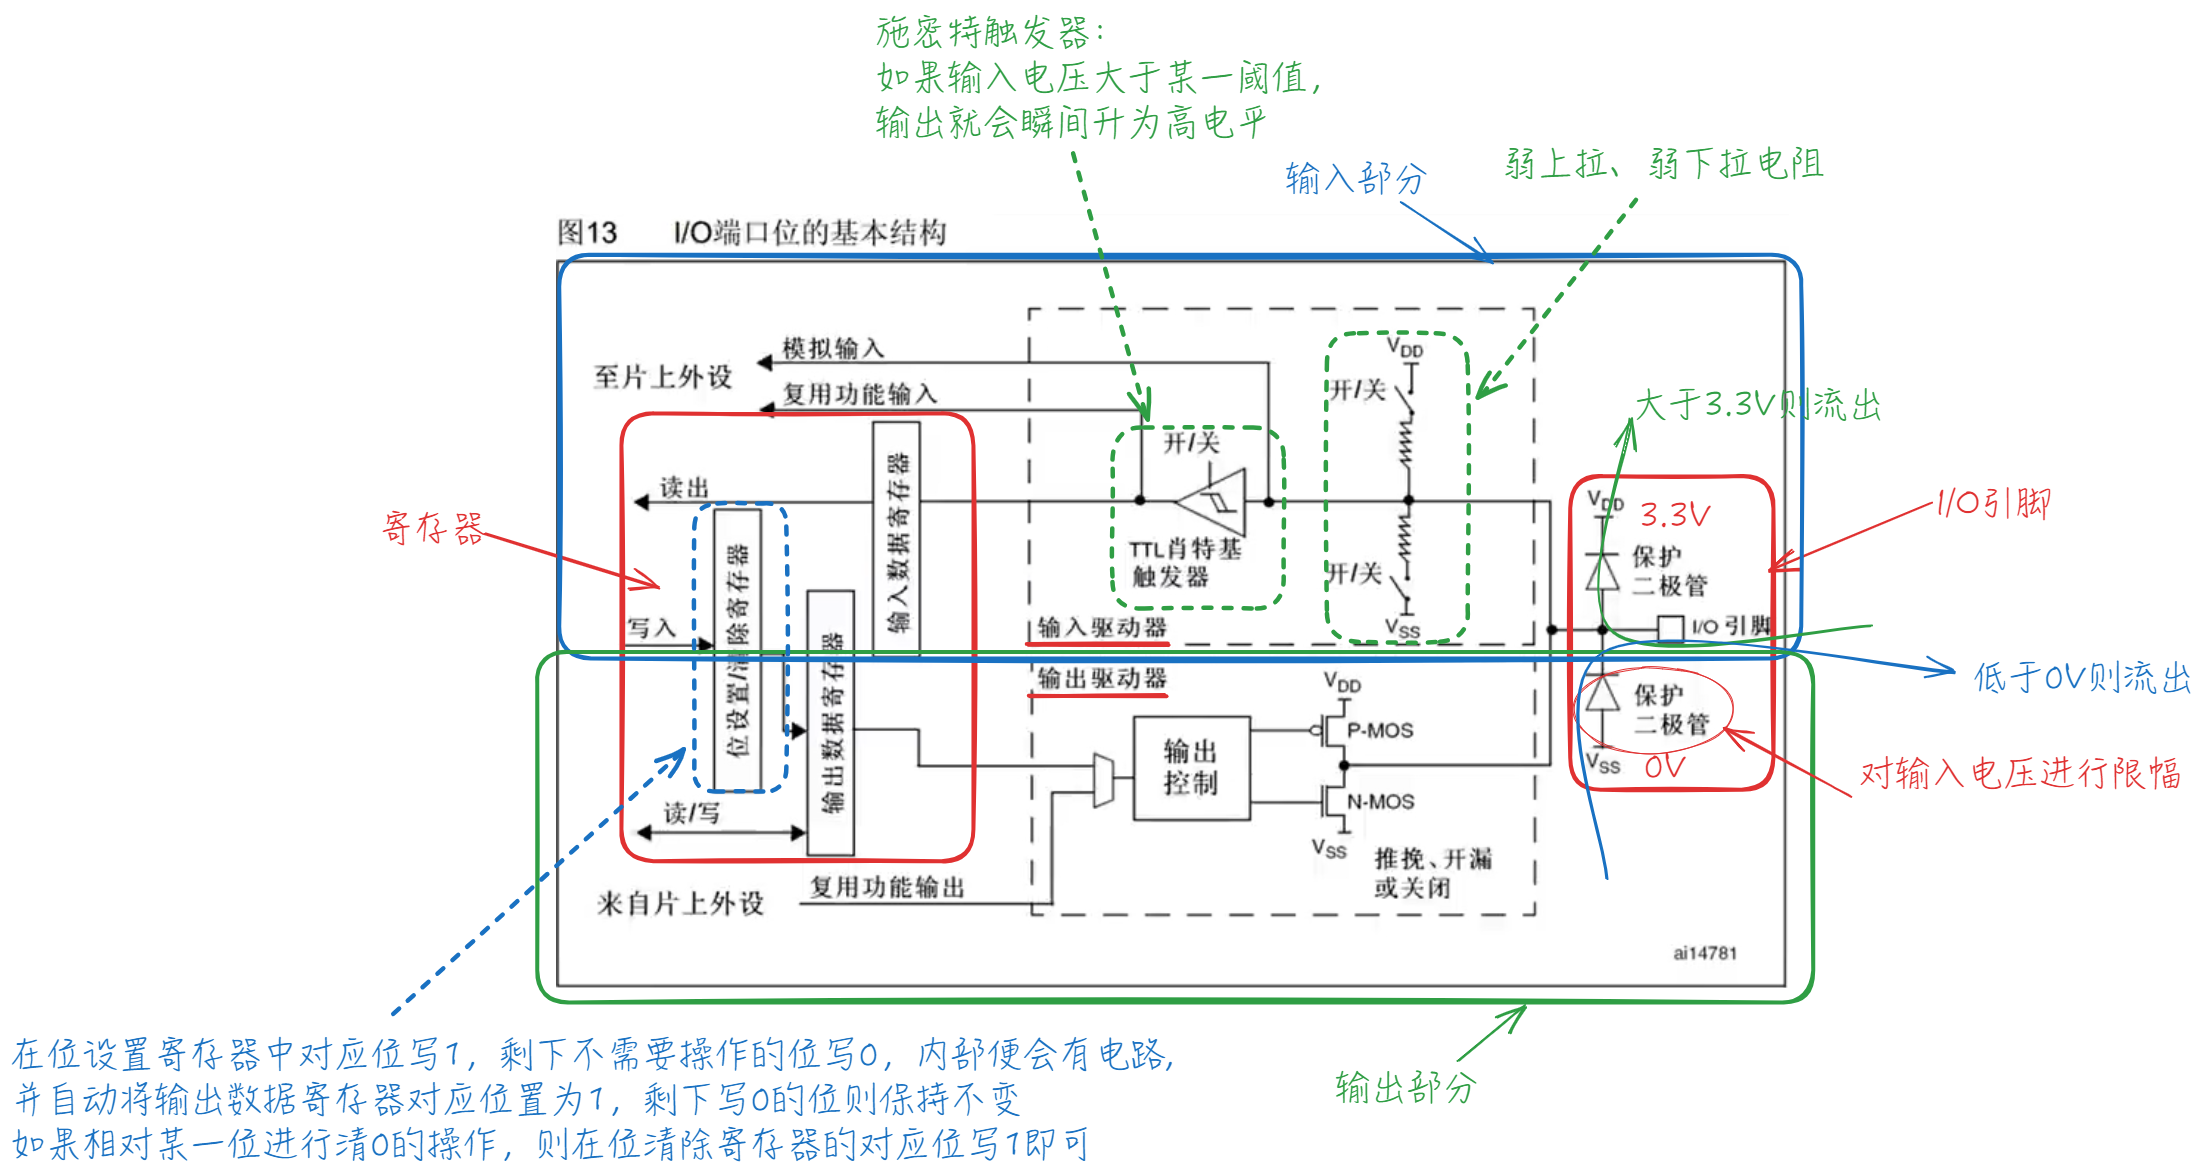 施密特触发器：
如果输入电压大于某一阈值，
输出就会瞬间升为高电平
输入部分
弱上拉、弱下拉电阻
图13 I/O端口位的基本结构
模拟输入
至片上外设
复用功能输入
VDD
开/关
大于3.3V则流出
开/关
读出
输入数据寄存器
寄存器
VDD
3.3V
I/O引脚
TTL肖特基
触发器
保护
二极管
开/关
位设置/清除寄存器
写入
输入驱动器
VSS
I/O 引脚
输出数据寄存器
输出驱动器
VDD
低于0V则流出
保护
二极管
P-MOS
输出
控制
VSS
0V
对输入电压进行限幅
N-MOS
读/写
VSS
推挽、开漏
或关闭
复用功能输出
来自片上外设
ai14781
在位设置寄存器中对应位写1，剩下不需要操作的位写0，内部便会有电路，
并自动将输出数据寄存器对应位置为1，剩下写0的位则保持不变
如果相对某一位进行清0的操作，则在位清除寄存器的对应位写1即可
输出部分